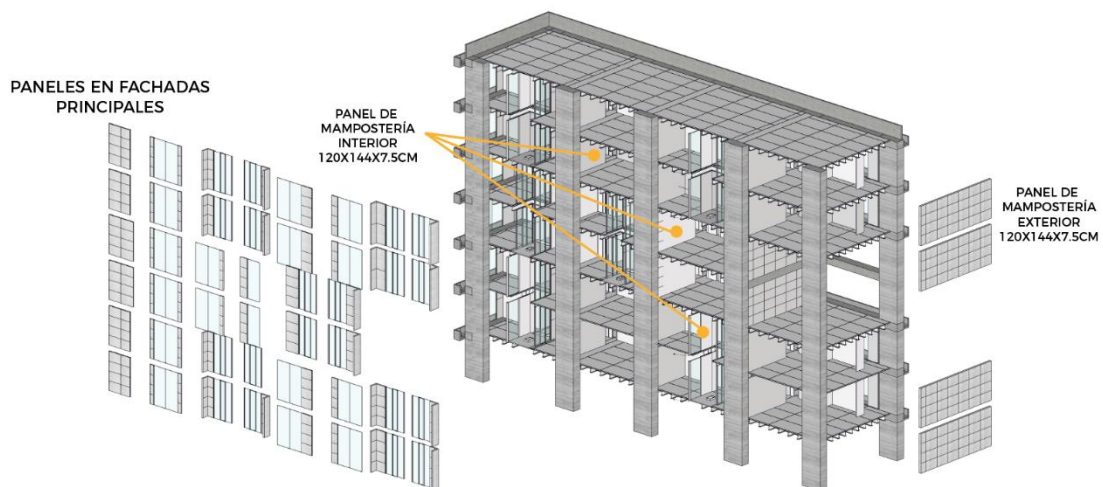 PANELES EN FACHADAS
PRINCIPALES
PANEL DE
MAMPOSTERÍA
INTERIOR
120X144X7.5CM
PANEL DE
MAMPOSTERÍA
EXTERIOR
120X144X7.5CM